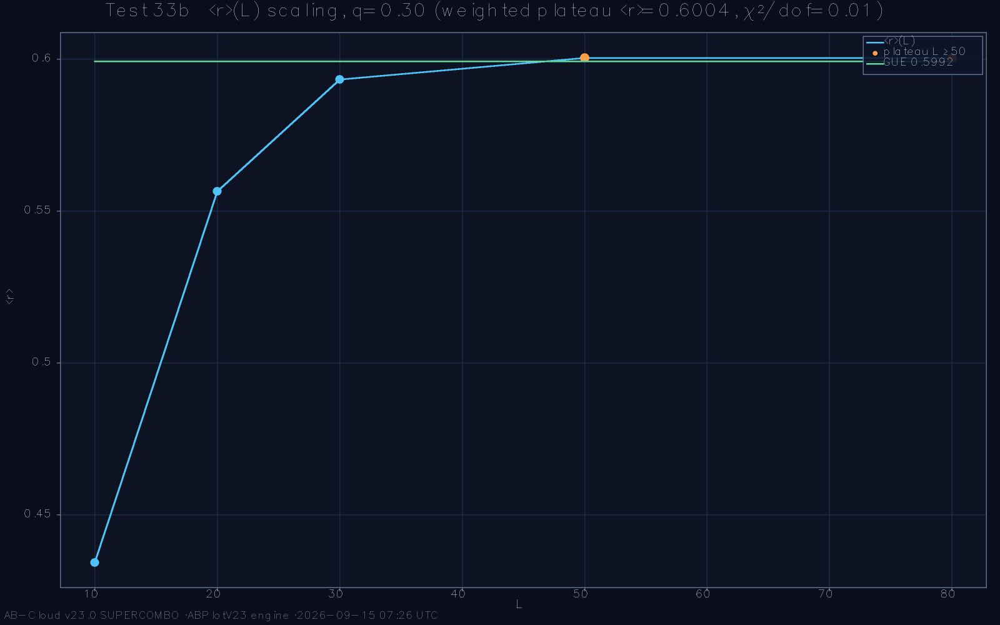 Test 33b <r>(L) scaling, q=0.30 (weighted plateau <r>=0.6004, χ²/dof=0.01)
<r>(L)
plateau L≥50
GUE 0.5992
0.6
0.55
0.5
0.45
<r>
10 20 30 40 50 60 70 80
L
AB-Cloud v23.0 SUPERCOMBO · ABPlotV23 engine · 2026-09-15 07:26 UTC